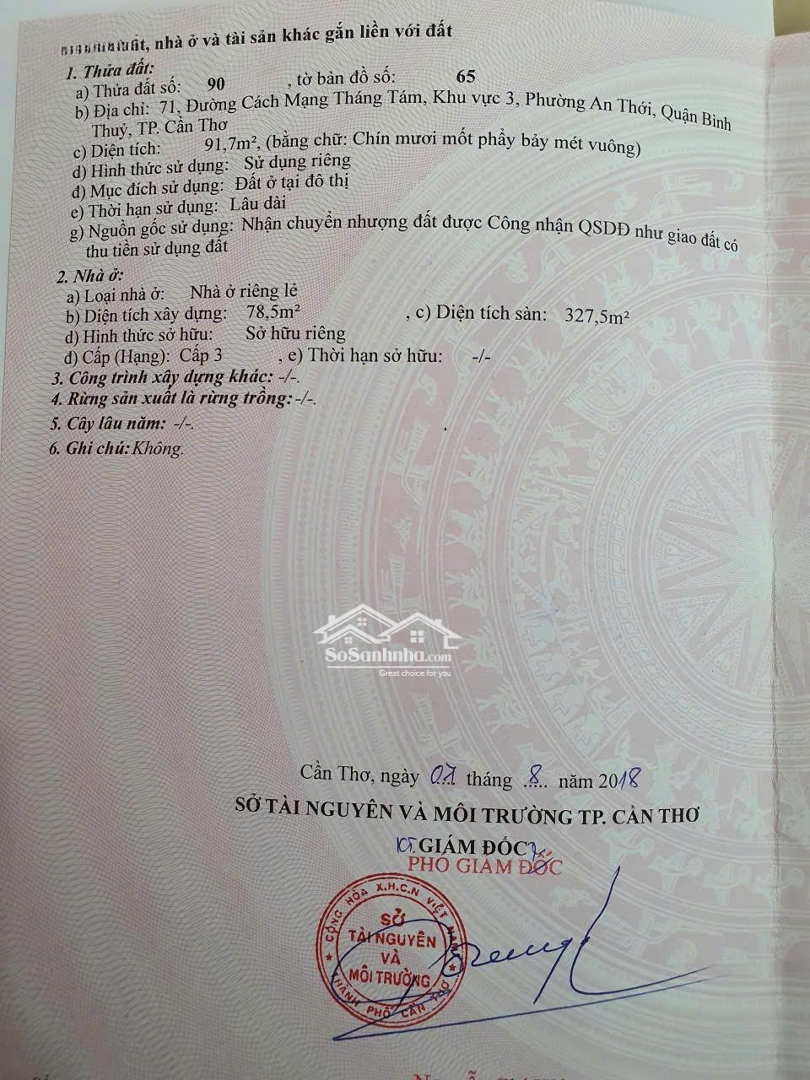 nhà ở và tài sản khác gắn liền với đất
1. Thửa đất:
a) Thửa đất số: 90 , tờ bản đồ số: 65
b) Địa chỉ: 71, Đường Cách Mạng Tháng Tám, Khu vực 3, Phường An Thới, Quận Bình
Thuỷ, TP. Cần Thơ
c) Diện tích: 91,7m², (bằng chữ: Chín mươi mốt phẩy bảy mét vuông)
d) Hình thức sử dụng: Sử dụng riêng
đ) Mục đích sử dụng: Đất ở tại đô thị
e) Thời hạn sử dụng: Lâu dài
g) Nguồn gốc sử dụng: Nhận chuyển nhượng đất được Công nhận QSDĐ như giao đất có
thu tiền sử dụng đất
2. Nhà ở:
a) Loại nhà ở: Nhà ở riêng lẻ
b) Diện tích xây dựng: 78,5m² , c) Diện tích sàn: 327,5m²
d) Hình thức sở hữu: Sở hữu riêng
đ) Cấp (Hạng): Cấp 3 , e) Thời hạn sở hữu: -/-
3. Công trình xây dựng khác: -/-.
4. Rừng sản xuất là rừng trồng: -/-.
5. Cây lâu năm: -/-.
6. Ghi chú: Không.
SoSanhnha.com
Great choice for you
Cần Thơ, ngày 07 tháng 8 năm 2018
SỞ TÀI NGUYÊN VÀ MÔI TRƯỜNG TP. CẦN THƠ
KT. GIÁM ĐỐC
PHÓ GIÁM ĐỐC
CỘNG HÒA X.H.C.N VIỆT NAM
SỞ
TÀI NGUYÊN
VÀ
MÔI TRƯỜNG
THÀNH PHỐ CẦN THƠ